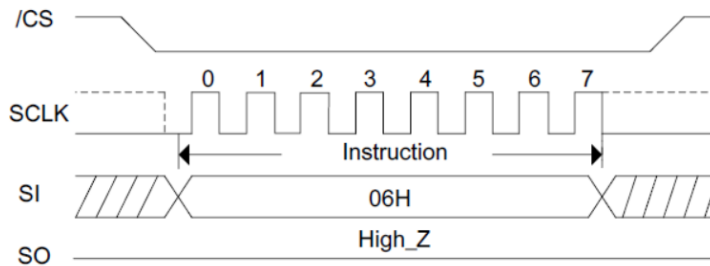 /CS
0 1 2 3 4 5 6 7
SCLK
Instruction
SI
06H
High_Z
SO